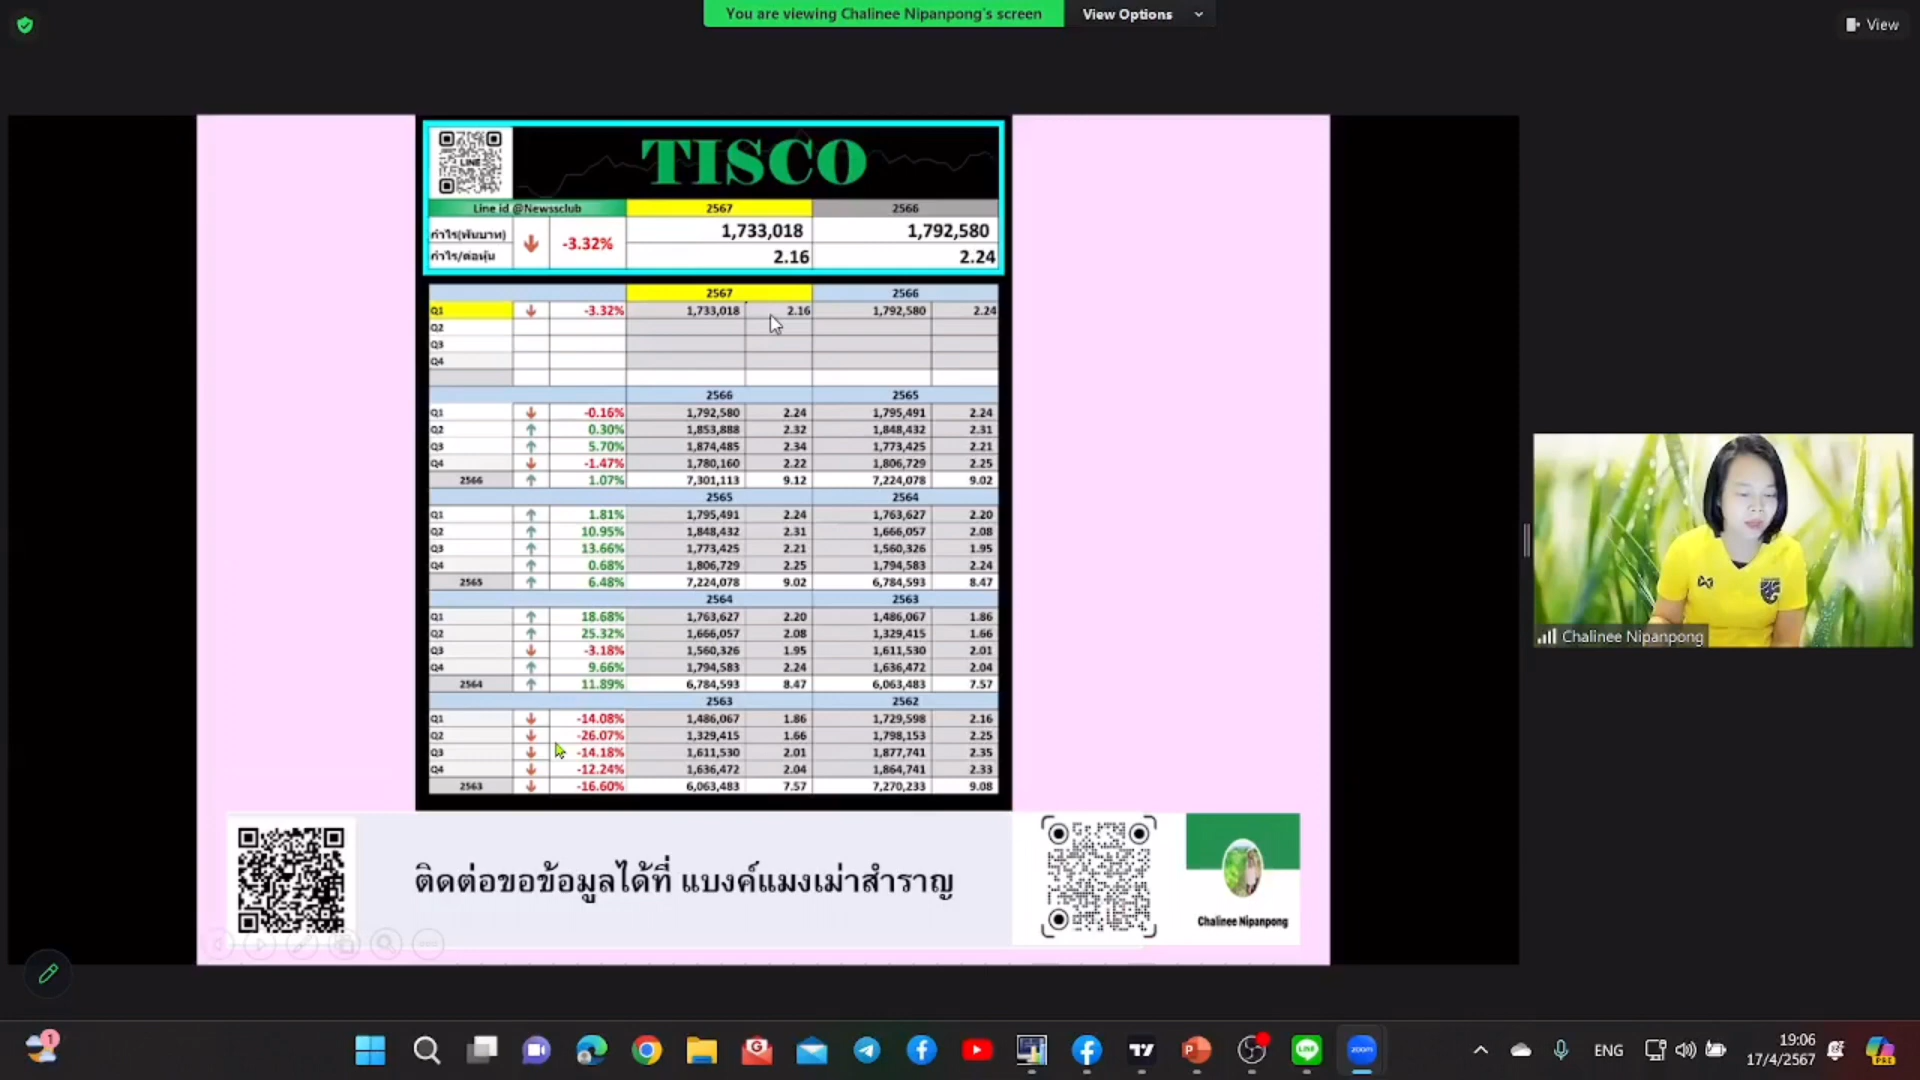 You are viewing Chalinee Nipanpong's screen
View Options
View
LINE
TISCO
Line id @Newssclub 2567 2566
กำไร(พันบาท) -3.32% 1,733,018 1,792,580
กำไร/ต่อหุ้น 2.16 2.24
2567 2566
Q1 -3.32% 1,733,018 2.16 1,792,580 2.24
Q2
Q3
Q4
2566 2565
Q1 -0.16% 1,792,580 2.24 1,795,491 2.24
Q2 0.30% 1,853,888 2.32 1,848,432 2.31
Q3 5.70% 1,874,485 2.34 1,773,425 2.21
Q4 -1.47% 1,780,160 2.22 1,806,729 2.25
2566 1.07% 7,301,113 9.12 7,224,078 9.02
2565 2564
Q1 1.81% 1,795,491 2.24 1,763,627 2.20
Q2 10.95% 1,848,432 2.31 1,666,057 2.08
Q3 13.66% 1,773,425 2.21 1,560,326 1.95
Q4 0.68% 1,806,729 2.25 1,794,583 2.24
2565 6.48% 7,224,078 9.02 6,784,593 8.47
2564 2563
Q1 18.68% 1,763,627 2.20 1,486,067 1.86
Q2 25.32% 1,666,057 2.08 1,329,415 1.66
Q3 -3.18% 1,560,326 1.95 1,611,530 2.01
Q4 9.66% 1,794,583 2.24 1,636,472 2.04
2564 11.89% 6,784,593 8.47 6,063,483 7.57
2563 2562
Q1 -14.08% 1,486,067 1.86 1,729,598 2.16
Q2 -26.07% 1,329,415 1.66 1,798,153 2.25
Q3 -14.18% 1,611,530 2.01 1,877,741 2.35
Q4 -12.24% 1,636,472 2.04 1,864,741 2.33
2563 -16.60% 6,063,483 7.57 7,270,233 9.08
ติดต่อขอข้อมูลได้ที่ แบงค์แมงเม่าสำราญ
Chalinee Nipanpong
Chalinee Nipanpong
1
zoom
ENG
19:06
17/4/2567
PRE